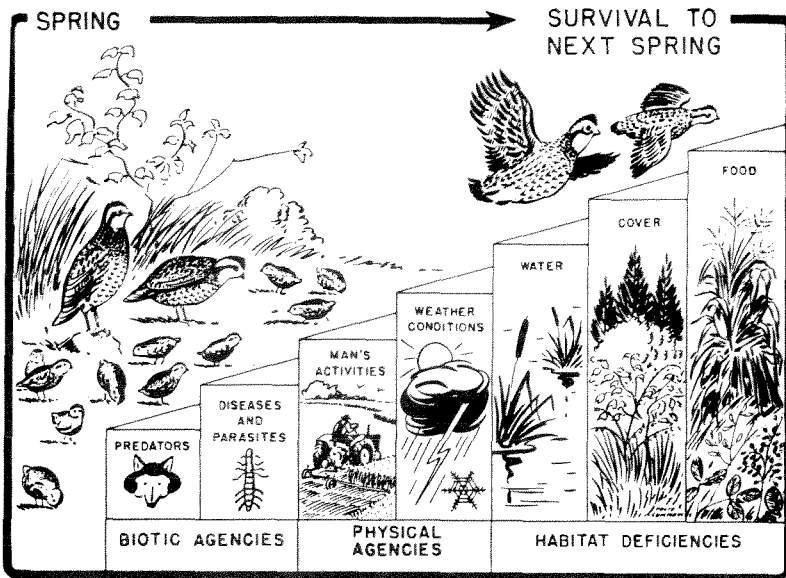 SPRING
SURVIVAL TO
NEXT SPRING
FOOD
COVER
WATER
WEATHER
CONDITIONS
MAN'S
ACTIVITIES
DISEASES
AND
PARASITES
PREDATORS
BIOTIC AGENCIES
PHYSICAL
AGENCIES
HABITAT DEFICIENCIES